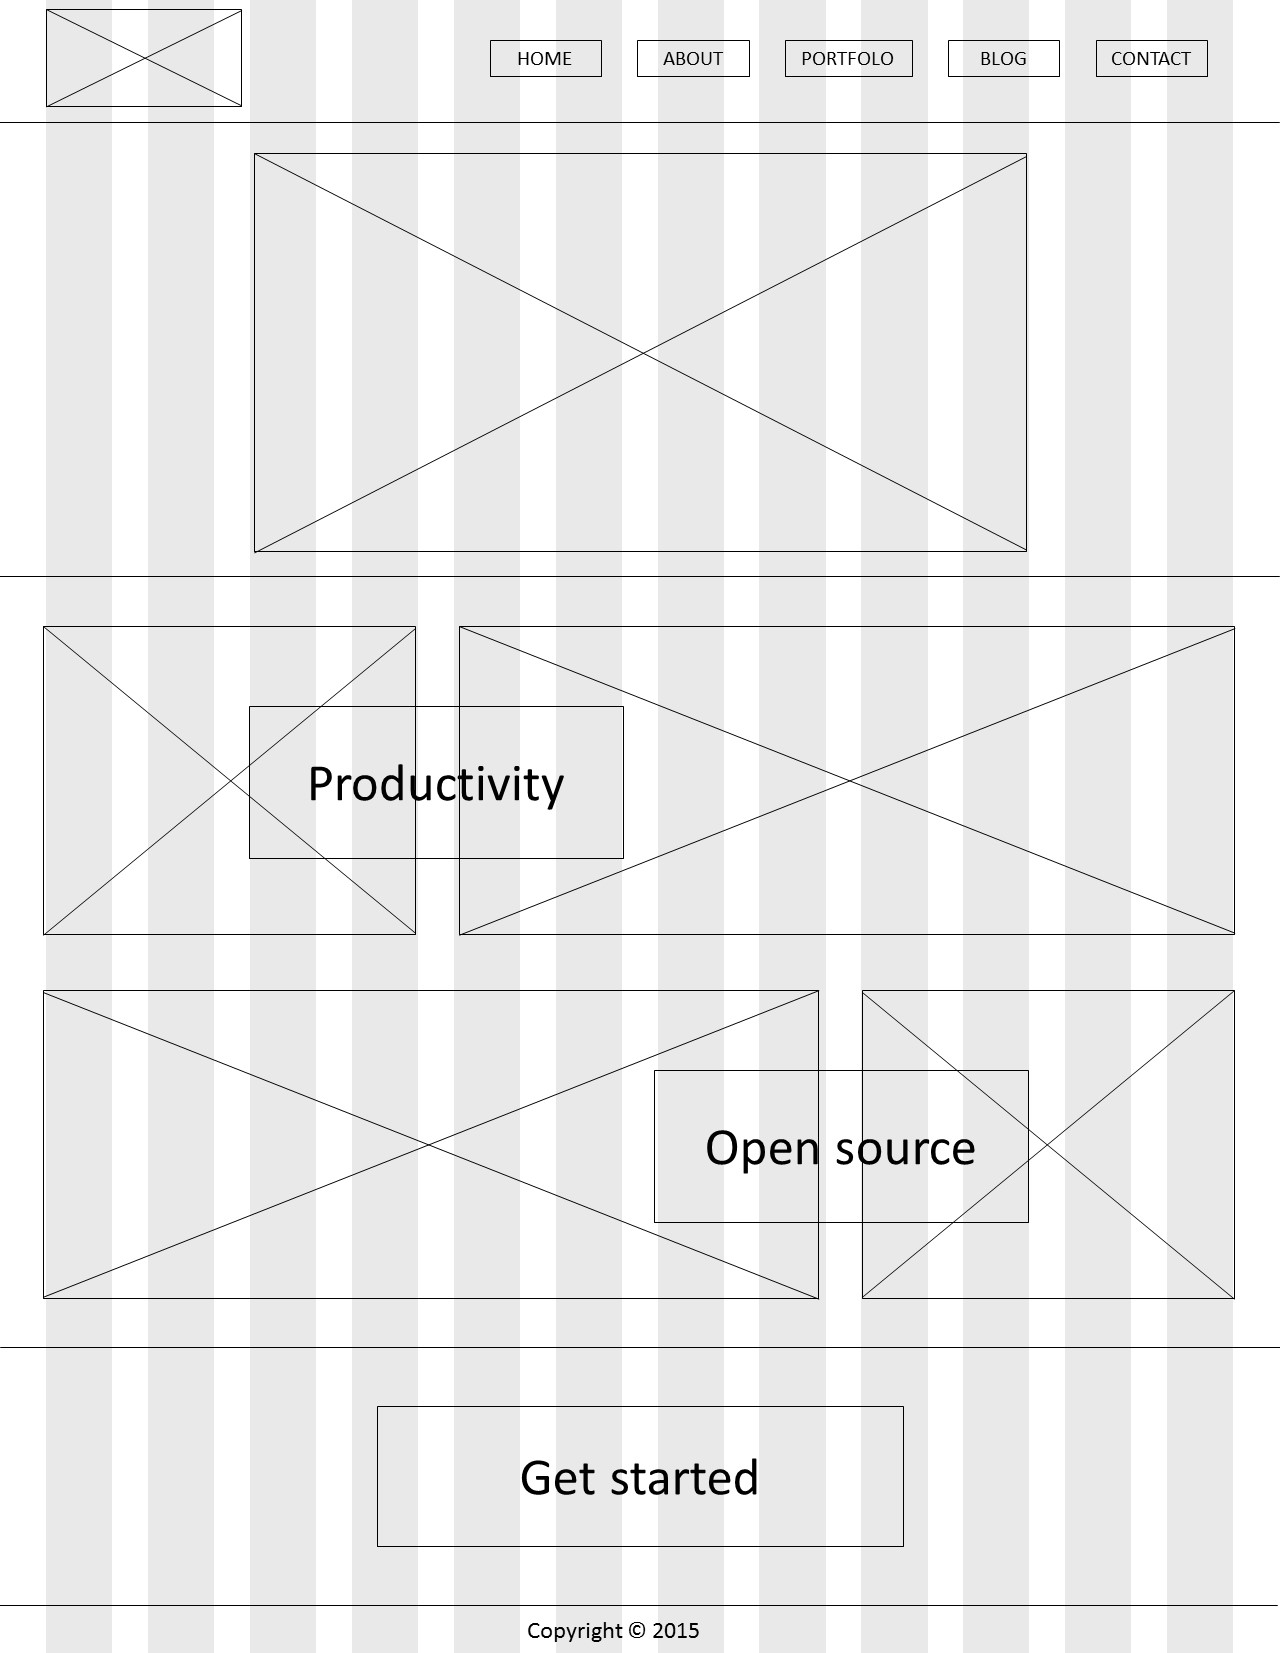 HOME ABOUT PORTFOLO BLOG CONTACT
Productivity
Open source
Get started
Copyright © 2015